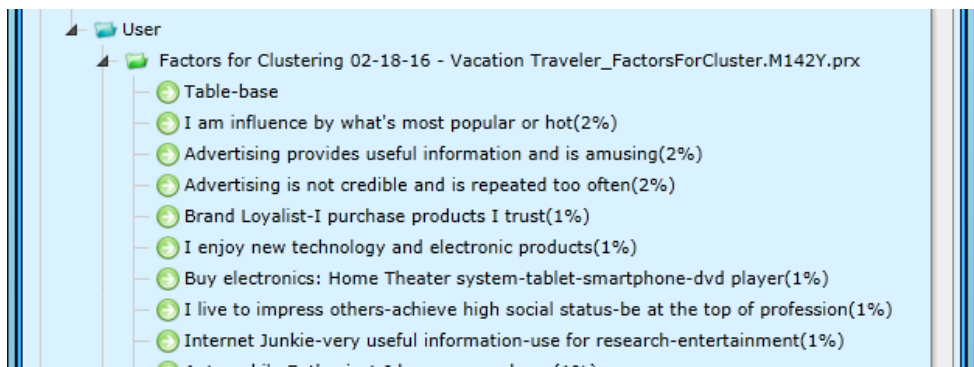 User
Factors for Clustering 02-18-16 - Vacation Traveler_FactorsForCluster.M142Y.prx
Table-base
I am influence by what's most popular or hot(2%)
Advertising provides useful information and is amusing(2%)
Advertising is not credible and is repeated too often(2%)
Brand Loyalist-I purchase products I trust(1%)
I enjoy new technology and electronic products(1%)
Buy electronics: Home Theater system-tablet-smartphone-dvd player(1%)
I live to impress others-achieve high social status-be at the top of profession(1%)
Internet Junkie-very useful information-use for research-entertainment(1%)